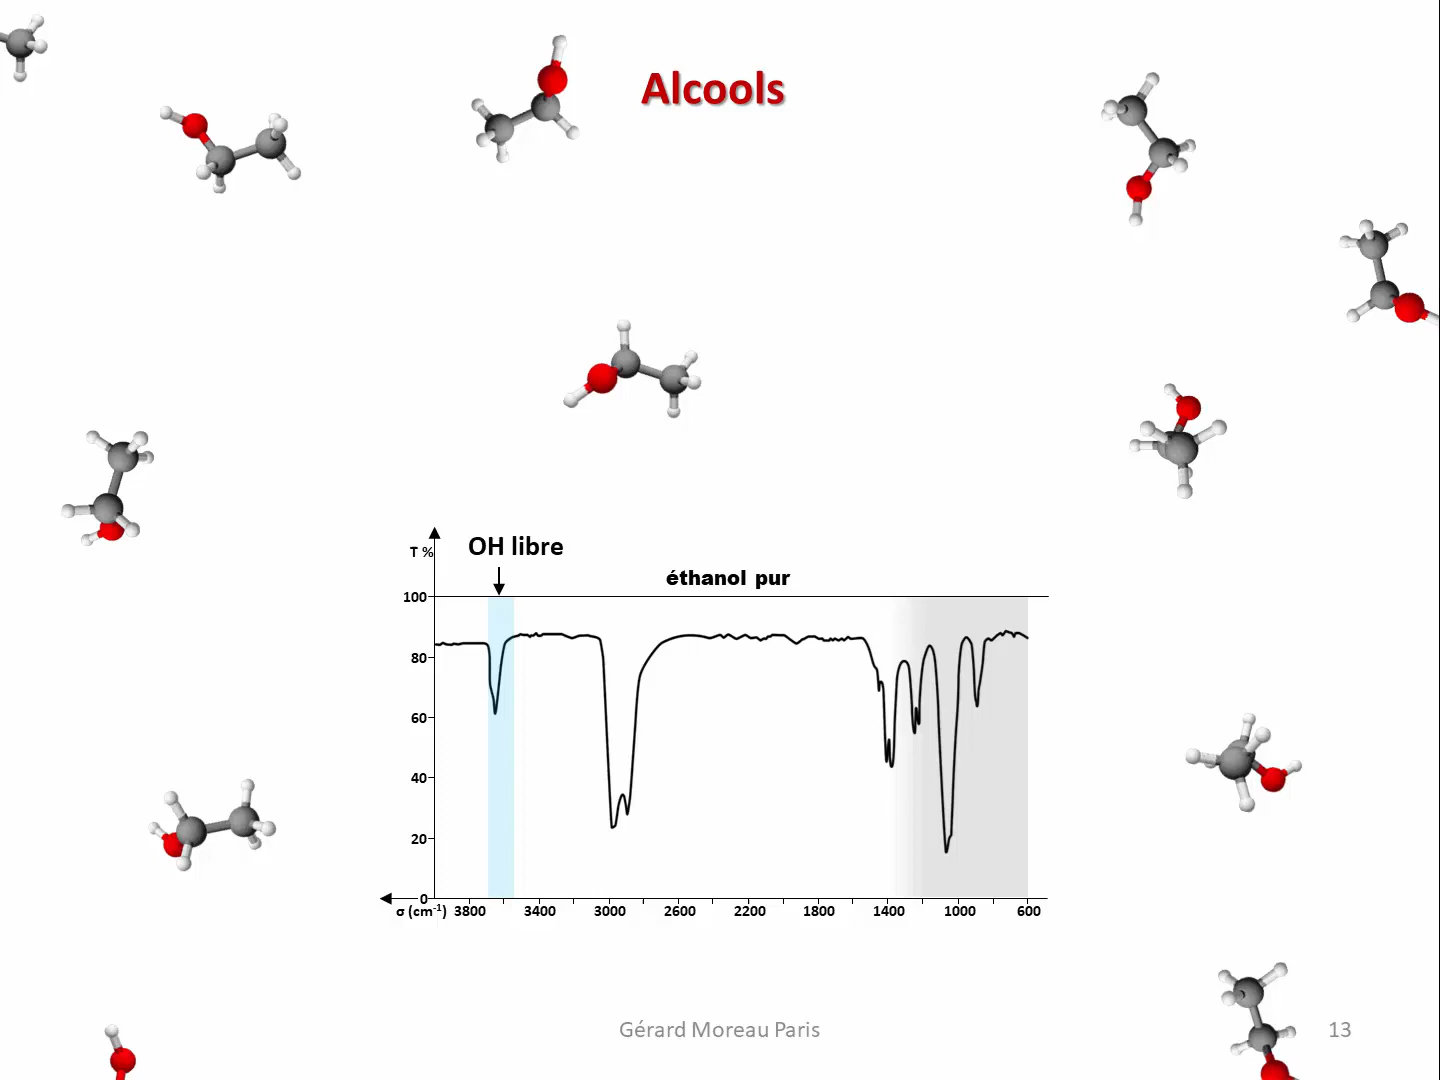 Alcools
OH libre
T %
éthanol pur
100
80
60
40
20
0
σ (cm⁻¹) 3800 3400 3000 2600 2200 1800 1400 1000 600
Gérard Moreau Paris
13